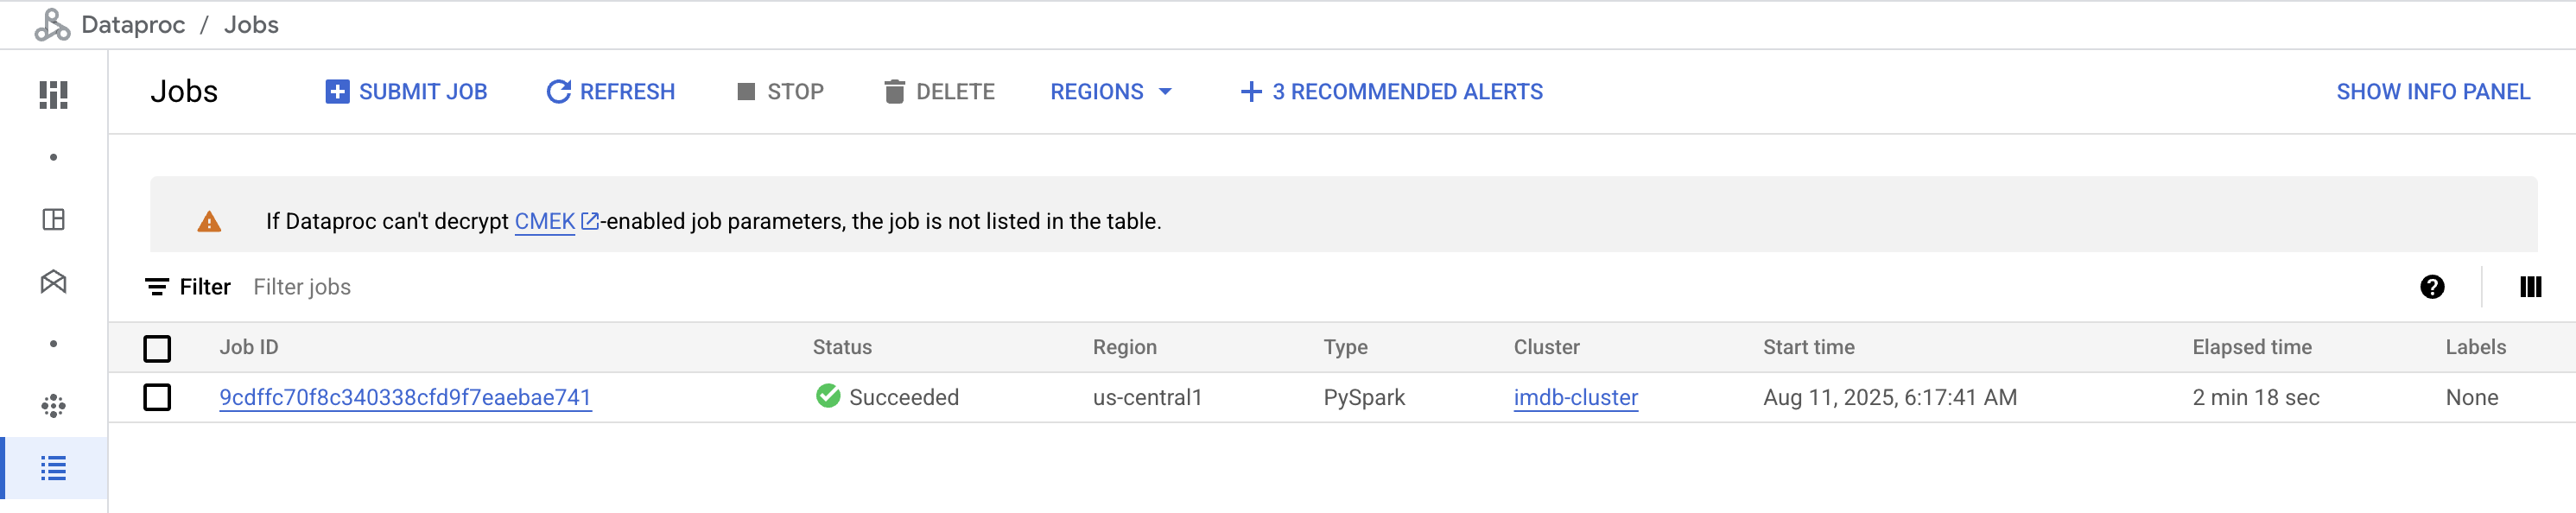 Dataproc / Jobs
Jobs SUBMIT JOB REFRESH STOP DELETE REGIONS 3 RECOMMENDED ALERTS SHOW INFO PANEL
If Dataproc can't decrypt CMEK -enabled job parameters, the job is not listed in the table.
Filter Filter jobs
Job ID Status Region Type Cluster Start time Elapsed time Labels
9cdffc70f8c340338cfd9f7eaebae741 Succeeded us-central1 PySpark imdb-cluster Aug 11, 2025, 6:17:41 AM 2 min 18 sec None